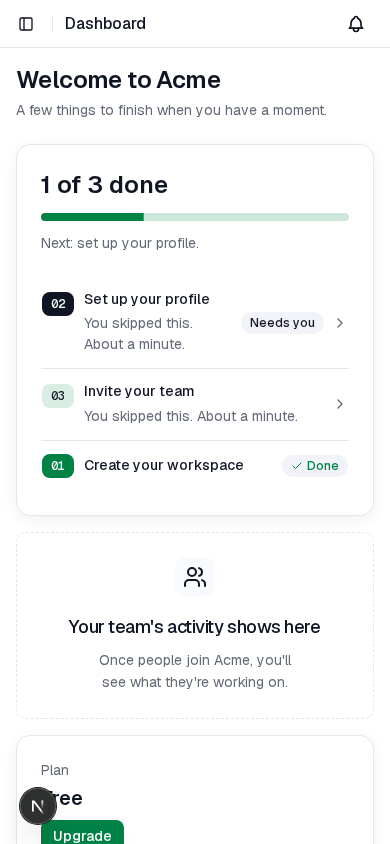 Dashboard
Welcome to Acme
A few things to finish when you have a moment.
1 of 3 done
Next: set up your profile.
02
Set up your profile
You skipped this.
About a minute.
Needs you
03
Invite your team
You skipped this. About a minute.
01
Create your workspace
Done
Your team's activity shows here
Once people join Acme, you'll
see what they're working on.
Plan
Free
N
Upgrade